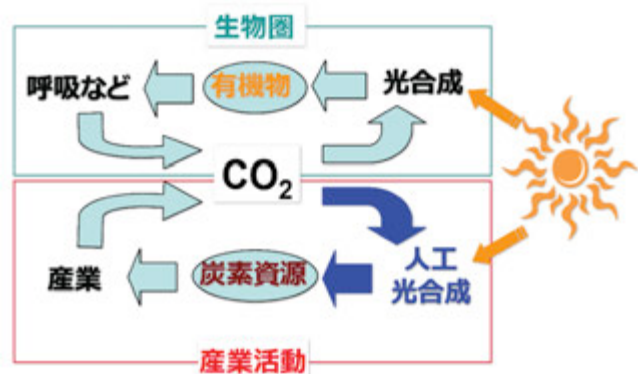 生物圏
呼吸など
有機物
光合成
CO₂
産業
炭素資源
人工
光合成
産業活動